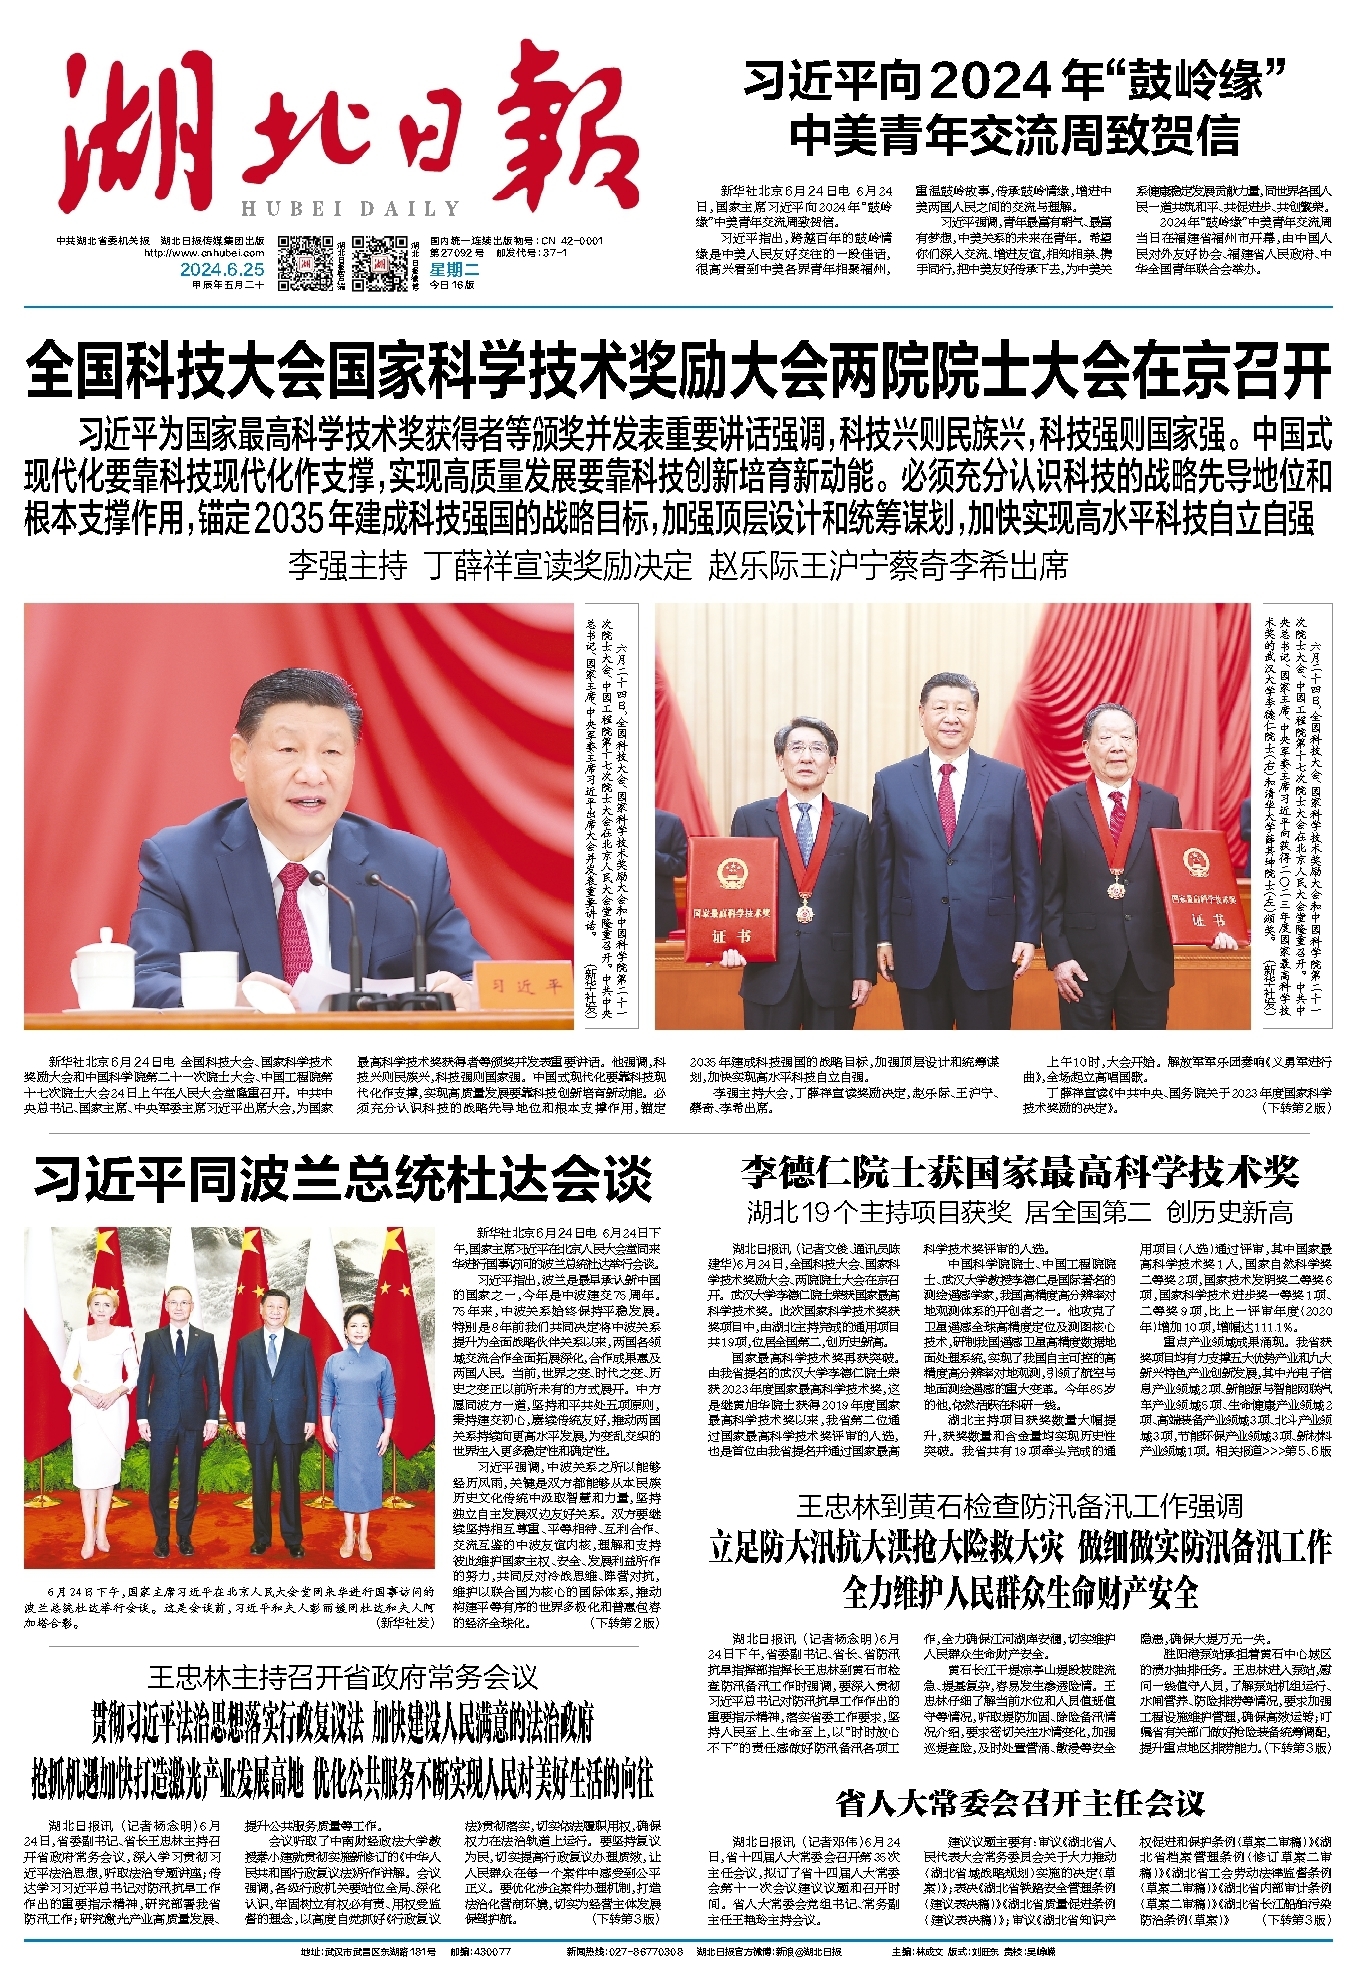 湖北日報
HUBEI DAILY
中共湖北省委机关报 湖北日报传媒集团出版
http://www.cnhubei.com
2024.6.25
甲辰年五月二十
国内统一连续出版物号：CN 42-0001
第27092号 邮发代号：37-1
星期二
今日16版
习近平向2024年“鼓岭缘”
中美青年交流周致贺信
新华社北京6月24日电 6月24
日，国家主席习近平向2024年“鼓岭
缘”中美青年交流周致贺信。
习近平指出，跨越百年的鼓岭情
缘是中美人民友好交往的一段佳话，
很高兴看到中美各界青年相聚福州，
重温鼓岭故事，传承鼓岭情缘，增进中
美两国人民之间的交流与理解。
习近平强调，青年最富有朝气、最富
有梦想，中美关系的未来在青年。希望
你们深入交流、增进友谊，相知相亲、携
手同行，把中美友好传承下去，为中美关
系健康稳定发展贡献力量，同世界各国人
民一道共筑和平、共促进步、共创繁荣。
2024年“鼓岭缘”中美青年交流周
当日在福建省福州市开幕，由中国人
民对外友好协会、福建省人民政府、中
华全国青年联合会举办。
全国科技大会国家科学技术奖励大会两院院士大会在京召开
习近平为国家最高科学技术奖获得者等颁奖并发表重要讲话强调，科技兴则民族兴，科技强则国家强。中国式
现代化要靠科技现代化作支撑，实现高质量发展要靠科技创新培育新动能。必须充分认识科技的战略先导地位和
根本支撑作用，锚定2035年建成科技强国的战略目标，加强顶层设计和统筹谋划，加快实现高水平科技自立自强
李强主持 丁薛祥宣读奖励决定 赵乐际王沪宁蔡奇李希出席
习近平
六月二十四日，全国科技大会、国家科学技术奖励大会和中国科学院第二十一
次院士大会、中国工程院第十七次院士大会在北京人民大会堂隆重召开。中共中央
总书记、国家主席、中央军委主席习近平出席大会并发表重要讲话。
（新华社发）
国家最高科学技术奖
证书
国家最高科学技术奖
证书
六月二十四日，全国科技大会、国家科学技术奖励大会和中国科学院第二十一
次院士大会、中国工程院第十七次院士大会在北京人民大会堂隆重召开。中共中
央总书记、国家主席、中央军委主席习近平向获得二〇二三年度国家最高科学技
术奖的武汉大学李德仁院士（右）和清华大学薛其坤院士（左）颁奖。
（新华社发）
新华社北京6月24日电 全国科技大会、国家科学技术
奖励大会和中国科学院第二十一次院士大会、中国工程院第
十七次院士大会24日上午在人民大会堂隆重召开。中共中
央总书记、国家主席、中央军委主席习近平出席大会，为国家
最高科学技术奖获得者等颁奖并发表重要讲话。他强调，科
技兴则民族兴，科技强则国家强。中国式现代化要靠科技现
代化作支撑，实现高质量发展要靠科技创新培育新动能。必
须充分认识科技的战略先导地位和根本支撑作用，锚定
2035年建成科技强国的战略目标，加强顶层设计和统筹谋
划，加快实现高水平科技自立自强。
李强主持大会，丁薛祥宣读奖励决定，赵乐际、王沪宁、
蔡奇、李希出席。
上午10时，大会开始。解放军军乐团奏响《义勇军进行
曲》，全场起立高唱国歌。
丁薛祥宣读《中共中央、国务院关于2023年度国家科学
技术奖励的决定》。 （下转第2版）
习近平同波兰总统杜达会谈
6月24日下午，国家主席习近平在北京人民大会堂同来华进行国事访问的
波兰总统杜达举行会谈。这是会谈前，习近平和夫人彭丽媛同杜达和夫人阿
加塔合影。 （新华社发）
新华社北京6月24日电 6月24日下
午，国家主席习近平在北京人民大会堂同来
华进行国事访问的波兰总统杜达举行会谈。
习近平指出，波兰是最早承认新中国
的国家之一，今年是中波建交75周年。
75年来，中波关系始终保持平稳发展。
特别是8年前我们共同决定将中波关系
提升为全面战略伙伴关系以来，两国各领
域交流合作全面拓展深化，合作成果惠及
两国人民。当前，世界之变、时代之变、历
史之变正以前所未有的方式展开。中方
愿同波方一道，坚持和平共处五项原则，
秉持建交初心，赓续传统友好，推动两国
关系持续向更高水平发展，为变乱交织的
世界注入更多稳定性和确定性。
习近平强调，中波关系之所以能够
经历风雨，关键是双方都能够从本民族
历史文化传统中汲取智慧和力量，坚持
独立自主发展双边友好关系。双方要继
续坚持相互尊重、平等相待、互利合作、
交流互鉴的中波友谊内核，理解和支持
彼此维护国家主权、安全、发展利益所作
的努力，共同反对冷战思维、阵营对抗，
维护以联合国为核心的国际体系，推动
构建平等有序的世界多极化和普惠包容
的经济全球化。 （下转第2版）
李德仁院士获国家最高科学技术奖
湖北19个主持项目获奖 居全国第二 创历史新高
湖北日报讯（记者文俊、通讯员陈
建华）6月24日，全国科技大会、国家科
学技术奖励大会、两院院士大会在京召
开。武汉大学李德仁院士荣获国家最高
科学技术奖。此次国家科学技术奖获
奖项目中，由湖北主持完成的通用项目
共19项，位居全国第二，创历史新高。
国家最高科学技术奖再获突破。
由我省提名的武汉大学李德仁院士荣
获2023年度国家最高科学技术奖，这
是继黄旭华院士获得2019年度国家
最高科学技术奖以来，我省第二位通
过国家最高科学技术奖评审的人选，
也是首位由我省提名并通过国家最高
科学技术奖评审的人选。
中国科学院院士、中国工程院院
士、武汉大学教授李德仁是国际著名的
测绘遥感学家，我国高精度高分辨率对
地观测体系的开创者之一。他攻克了
卫星遥感全球高精度定位及测图核心
技术，研制我国遥感卫星高精度数据地
面处理系统，实现了我国自主可控的高
精度高分辨率对地观测，引领了航空与
地面测绘遥感的重大变革。今年85岁
的他，依然活跃在科研一线。
湖北主持项目获奖数量大幅提
升，获奖数量和含金量均实现历史性
突破。我省共有19项牵头完成的通
用项目（人选）通过评审，其中国家最
高科学技术奖1人，国家自然科学奖
二等奖2项，国家技术发明奖二等奖6
项，国家科学技术进步奖一等奖1项、
二等奖9项，比上一评审年度（2020
年）增加10项，增幅达111.1%。
重点产业领域成果涌现。我省获
奖项目均有力支撑五大优势产业和九大
新兴特色产业创新发展，其中光电子信
息产业领域2项、新能源与智能网联汽
车产业领域5项、生命健康产业领域2
项、高端装备产业领域3项、北斗产业领
域3项，节能环保产业领域3项、新材料
产业领域1项。相关报道>>>第5、6版
王忠林到黄石检查防汛备汛工作强调
立足防大汛抗大洪抢大险救大灾 做细做实防汛备汛工作
全力维护人民群众生命财产安全
湖北日报讯（记者杨念明）6月
24日下午，省委副书记、省长、省防汛
抗旱指挥部指挥长王忠林到黄石市检
查防汛备汛工作时强调，要深入贯彻
习近平总书记对防汛抗旱工作作出的
重要指示精神，落实省委工作要求，坚
持人民至上、生命至上，以“时时放心
不下”的责任感做好防汛备汛各项工
作，全力确保江河湖库安澜，切实维护
人民群众生命财产安全。
黄石长江干堤凉亭山堤段坡陡流
急、堤基复杂，容易发生渗透险情。王
忠林仔细了解当前水位和人员值班值
守等情况，听取堤防加固、除险备汛情
况介绍，要求密切关注水情变化，加强
巡堤查险，及时处置管涌、散浸等安全
隐患，确保大堤万无一失。
胜阳港泵站承担着黄石中心城区
的渍水抽排任务。王忠林进入泵站，慰
问一线值守人员，了解泵站机组运行、
水闸管养、防险排涝等情况，要求加强
工程设施维护管理，确保高效运转；叮
嘱省有关部门做好抢险装备统筹调配，
提升重点地区排涝能力。（下转第3版）
王忠林主持召开省政府常务会议
贯彻习近平法治思想落实行政复议法 加快建设人民满意的法治政府
抢抓机遇加快打造激光产业发展高地 优化公共服务不断实现人民对美好生活的向往
湖北日报讯（记者杨念明）6月
24日，省委副书记、省长王忠林主持召
开省政府常务会议，深入学习贯彻习
近平法治思想，听取法治专题讲座；传
达学习习近平总书记对防汛抗旱工作
作出的重要指示精神，研究部署我省
防汛工作；研究激光产业高质量发展、
提升公共服务质量等工作。
会议听取了中南财经政法大学教
授蔡小建就贯彻实施新修订的《中华人
民共和国行政复议法》所作讲解。会议
强调，各级行政机关要站位全局、深化
认识，牢固树立有权必有责、用权受监
督的理念，以高度自觉抓好《行政复议
法》贯彻落实，切实依法履职用权，确保
权力在法治轨道上运行。要坚持复议
为民，切实提高行政复议办理质效，让
人民群众在每一个案件中感受到公平
正义。要优化涉企案件办理机制，打造
法治化营商环境，切实为经营主体发展
保驾护航。 （下转第3版）
省人大常委会召开主任会议
湖北日报讯（记者邓伟）6月24
日，省十四届人大常委会召开第35次
主任会议，拟订了省十四届人大常委
会第十一次会议建议议题和召开时
间。省人大常委会党组书记、常务副
主任王艳玲主持会议。
建议议题主要有：审议《湖北省人
民代表大会常务委员会关于大力推动
〈湖北省域战略规划〉实施的决定（草
案）》；表决《湖北省铁路安全管理条例
（建议表决稿）》《湖北省质量促进条例
（建议表决稿）》；审议《湖北省知识产
权促进和保护条例（草案二审稿）》《湖
北省档案管理条例（修订草案二审
稿）》《湖北省工会劳动法律监督条例
（草案二审稿）》《湖北省内部审计条例
（草案二审稿）》《湖北省长江船舶污染
防治条例（草案）》 （下转第3版）
地址：武汉市武昌区东湖路181号 邮编：430077 新闻热线：027-86770308 湖北日报官方微博：新浪@湖北日报 主编：林成文 版式：刘旺东 责校：吴峥嵘